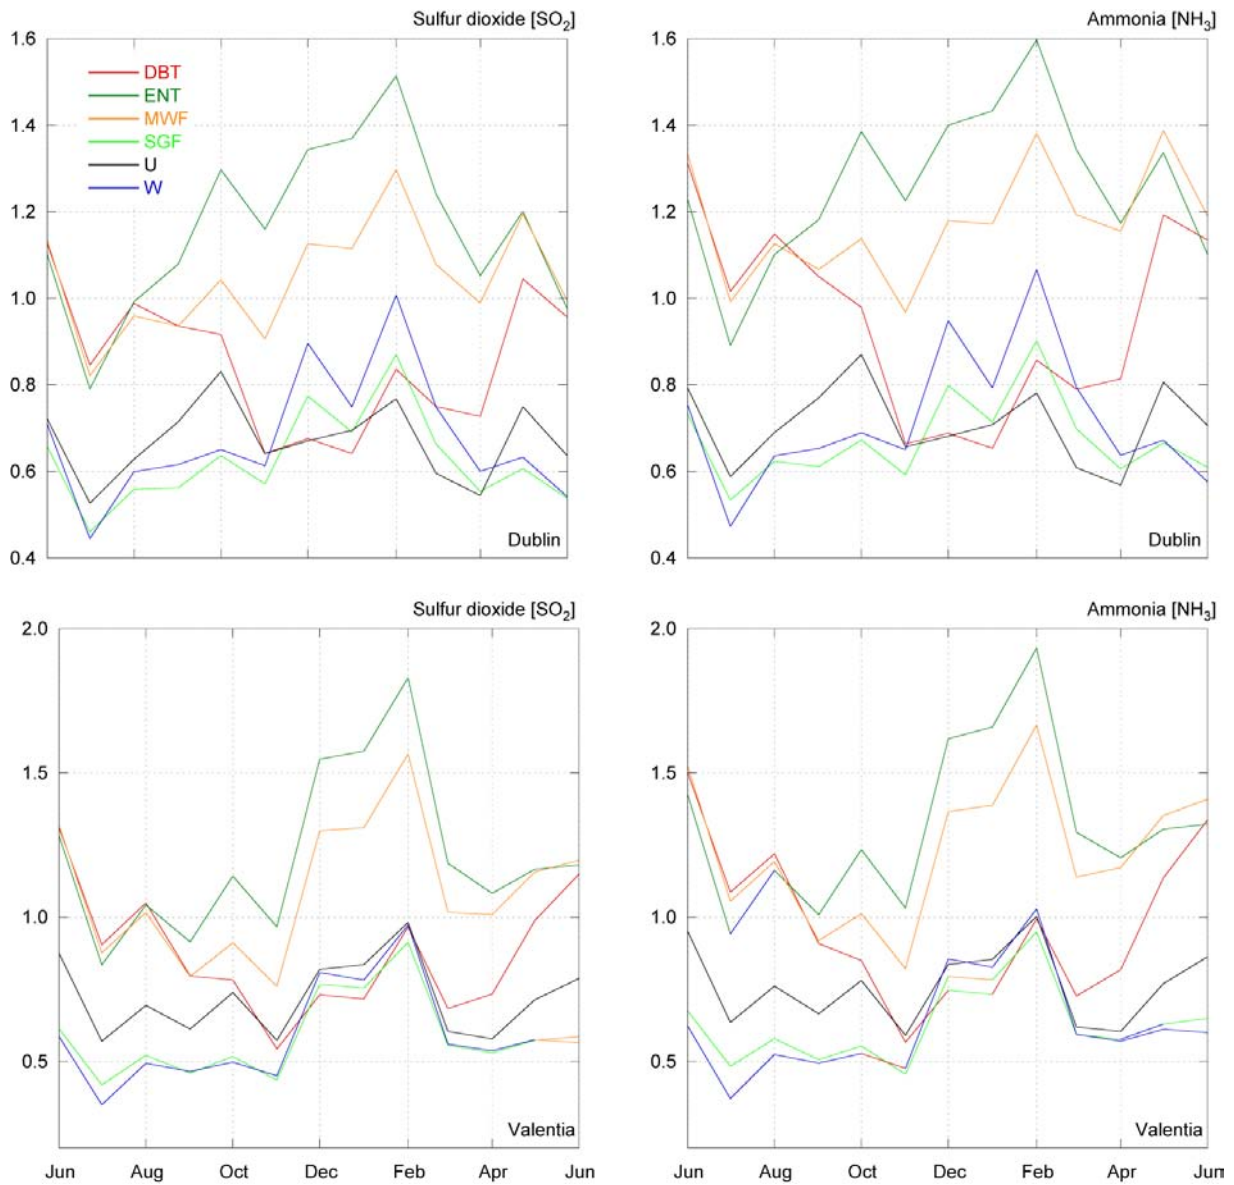 Sulfur dioxide [SO₂]
1.6
1.4
1.2
1.0
0.8
0.6
0.4
DBT
ENT
MWF
SGF
U
W
Dublin
Ammonia [NH₃]
1.6
1.4
1.2
1.0
0.8
0.6
0.4
Dublin
Sulfur dioxide [SO₂]
2.0
1.5
1.0
0.5
Valentia
Jun Aug Oct Dec Feb Apr Jun
Ammonia [NH₃]
2.0
1.5
1.0
0.5
Valentia
Jun Aug Oct Dec Feb Apr Jun